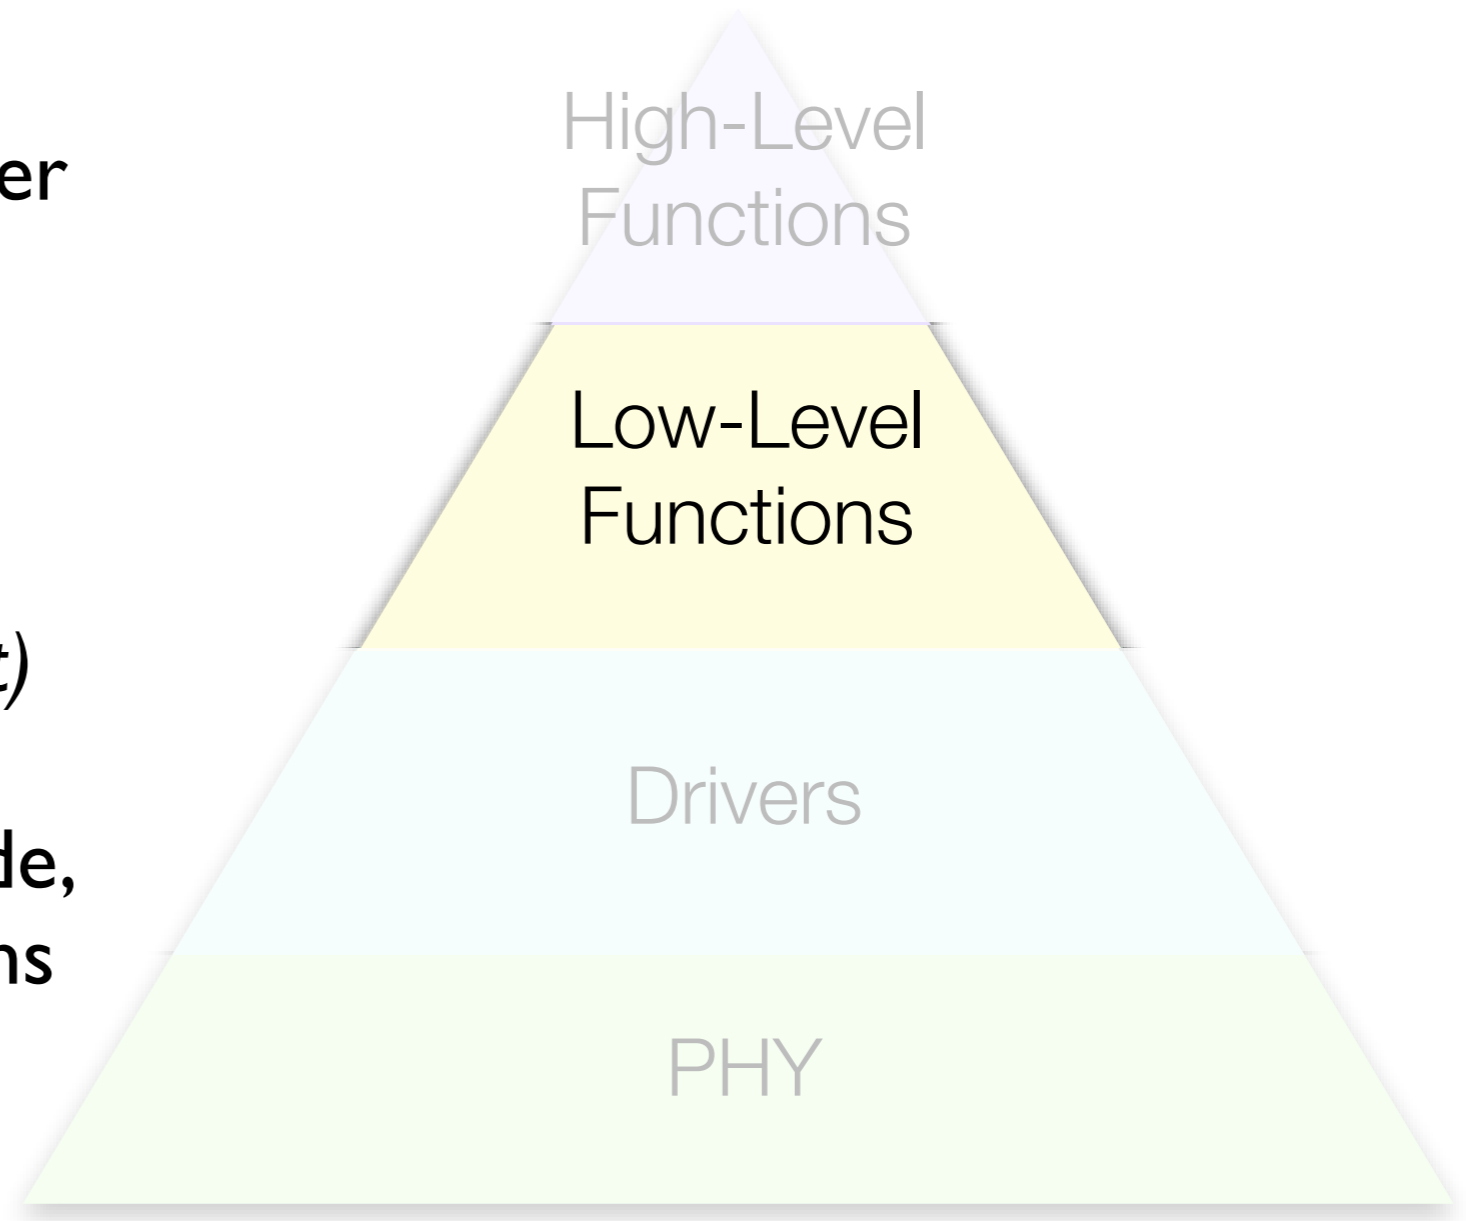 er
t)
de,
ns
High-Level
Functions
Low-Level
Functions
Drivers
PHY